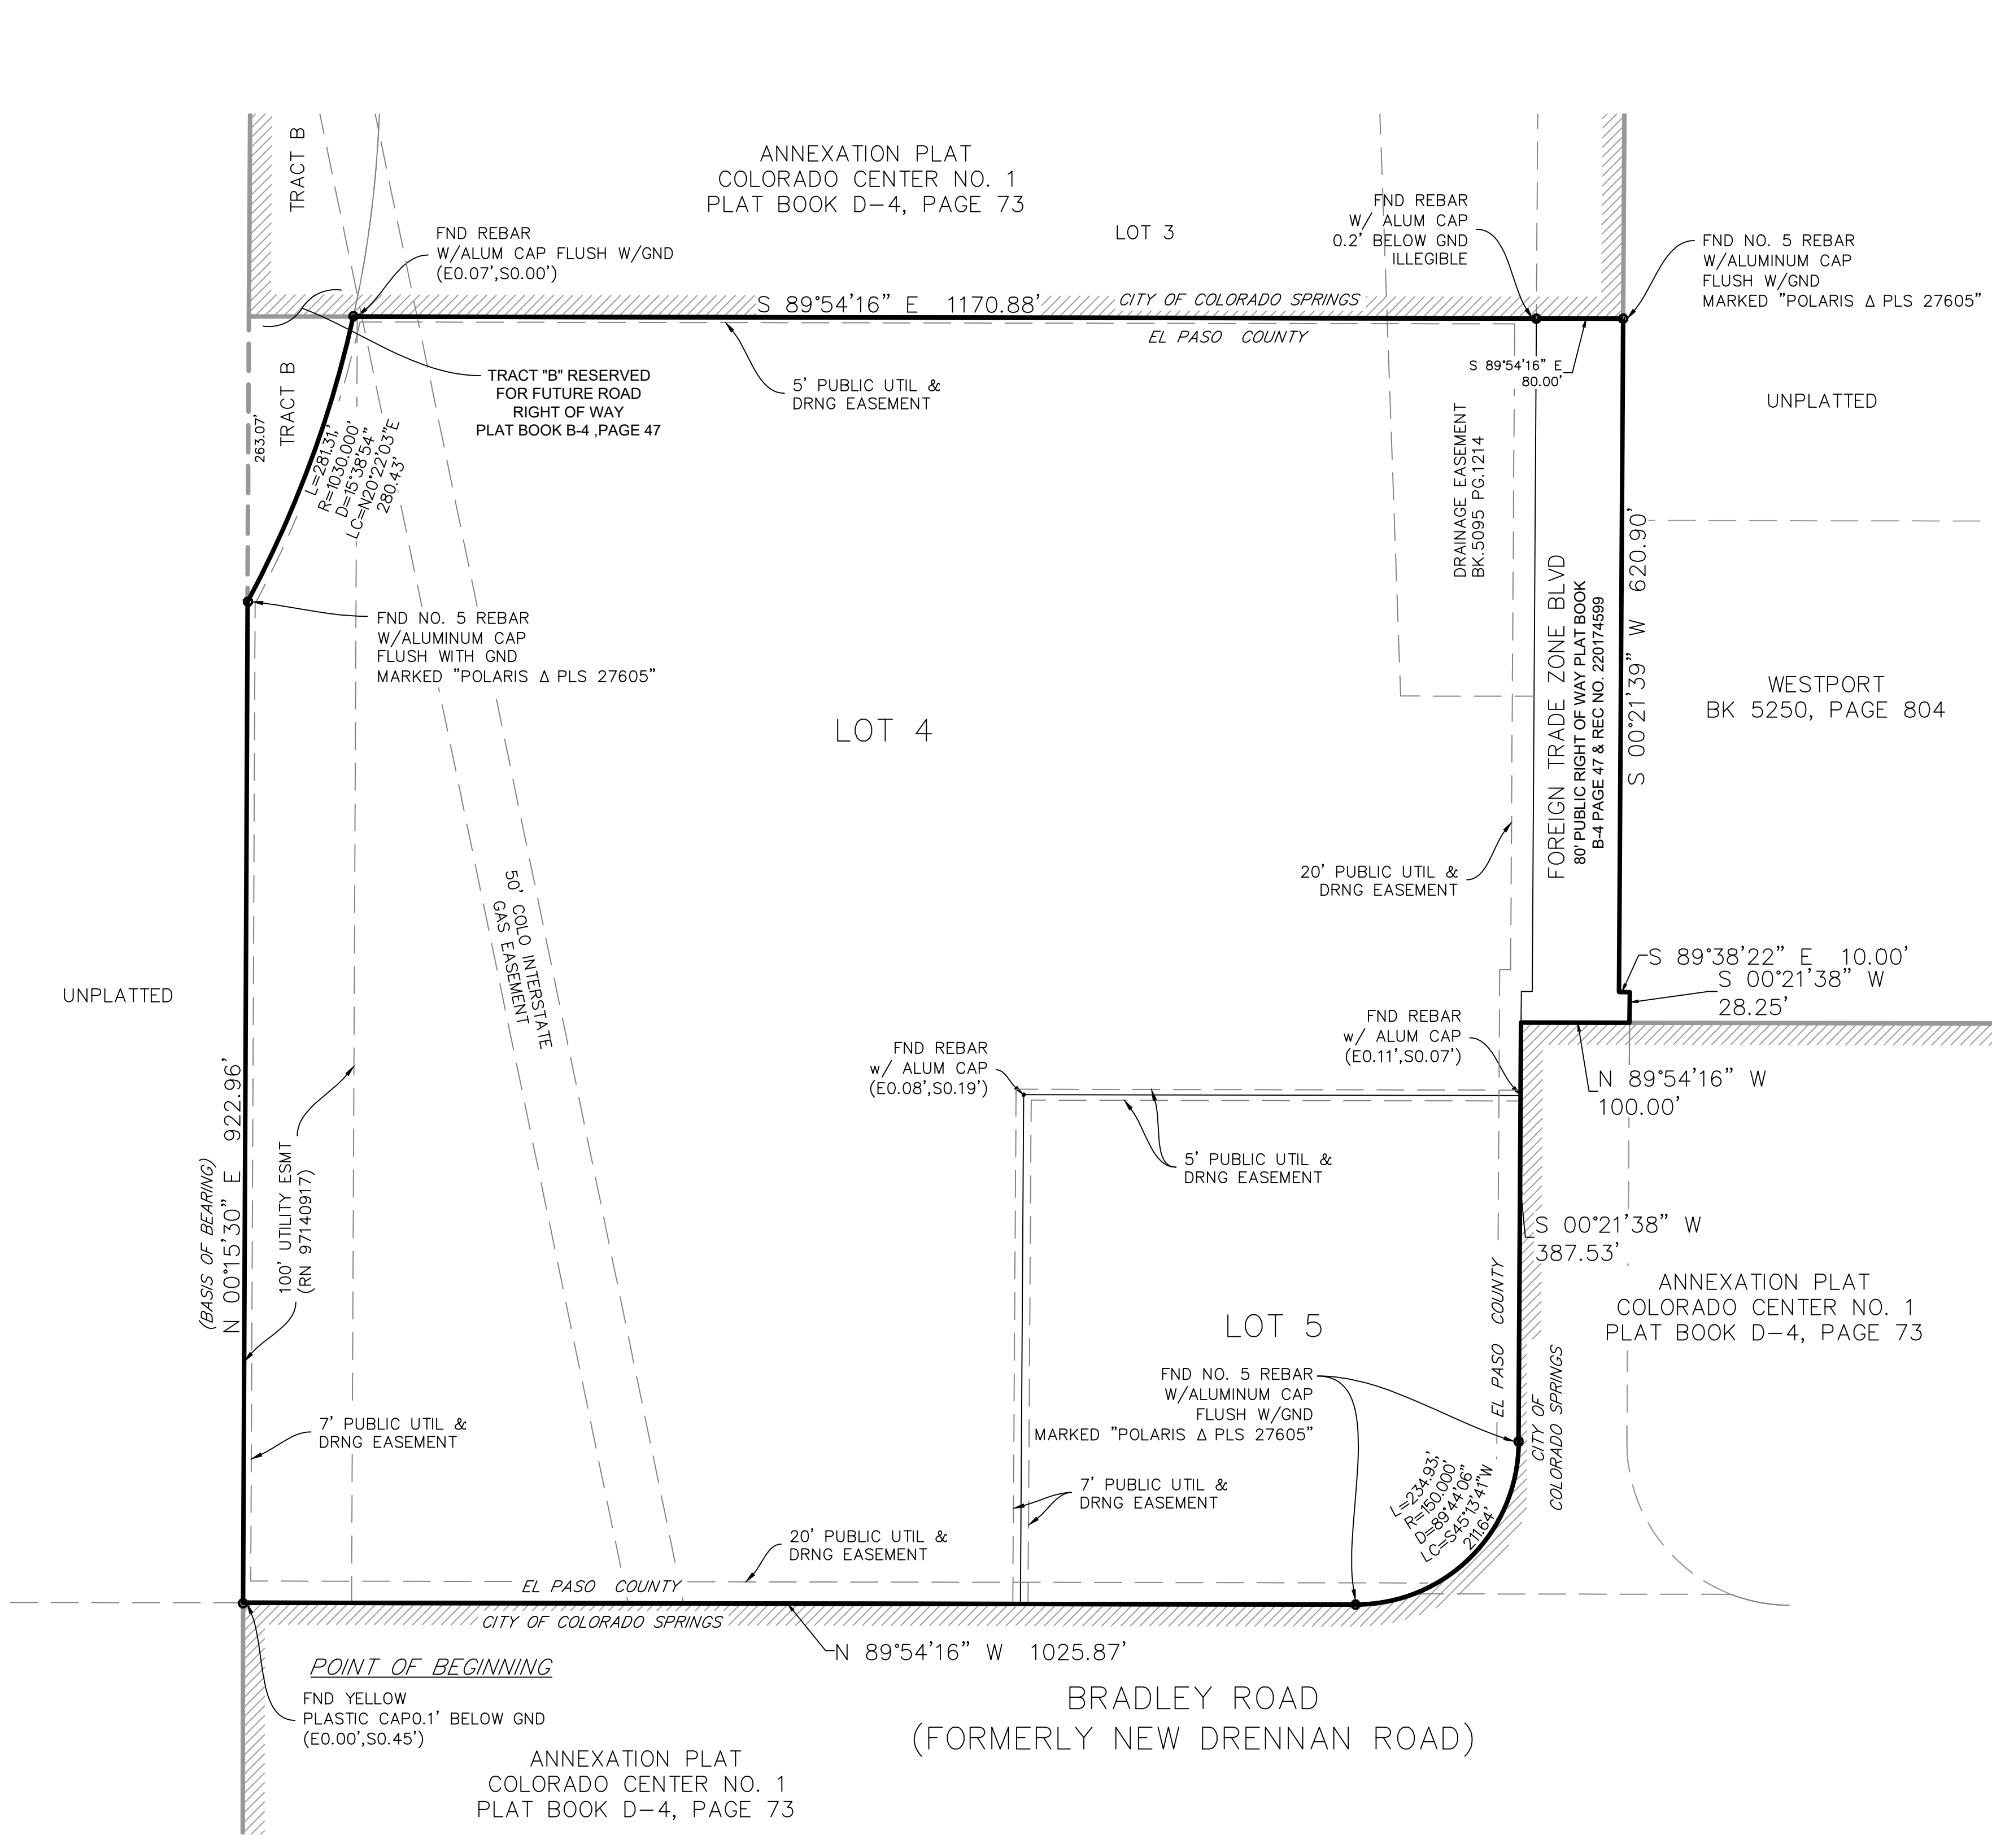 TRACT B
ANNEXATION PLAT
COLORADO CENTER NO. 1
PLAT BOOK D-4, PAGE 73
LOT 3
FND REBAR
W/ALUM CAP FLUSH W/GND
(E0.07',S0.00')
FND REBAR
W/ ALUM CAP
0.2' BELOW GND
ILLEGIBLE
FND NO. 5 REBAR
W/ALUMINUM CAP
FLUSH W/GND
MARKED "POLARIS Δ PLS 27605"
S 89°54'16" E 1170.88'
CITY OF COLORADO SPRINGS
EL PASO COUNTY
S 89°54'16" E
80.00'
TRACT B
263.07'
TRACT "B" RESERVED
FOR FUTURE ROAD
RIGHT OF WAY
PLAT BOOK B-4 ,PAGE 47
5' PUBLIC UTIL &
DRNG EASEMENT
UNPLATTED
L=281.31,'
R=1030.000'
D=15°38'54"
LC=N20°22'03"E
280.43'
DRAINAGE EASEMENT
BK.5095 PG.1214
FND NO. 5 REBAR
W/ALUMINUM CAP
FLUSH WITH GND
MARKED "POLARIS Δ PLS 27605"
FOREIGN TRADE ZONE BLVD
80' PUBLIC RIGHT OF WAY PLAT BOOK
B-4 PAGE 47 & REC NO. 220174599
S 00°21'39" W 620.90'
LOT 4
WESTPORT
BK 5250, PAGE 804
20' PUBLIC UTIL &
DRNG EASEMENT
50' COLO INTERSTATE
GAS EASEMENT
UNPLATTED
S 89°38'22" E 10.00'
S 00°21'38" W
28.25'
FND REBAR
w/ ALUM CAP
(E0.11',S0.07')
FND REBAR
w/ ALUM CAP
(E0.08',S0.19')
N 89°54'16" W
100.00'
(BASIS OF BEARING)
N 00°15'30" E 922.96'
100' UTILITY ESMT
(RN 97140917)
5' PUBLIC UTIL &
DRNG EASEMENT
S 00°21'38" W
387.53'
EL PASO COUNTY
CITY OF
COLORADO SPRINGS
ANNEXATION PLAT
COLORADO CENTER NO. 1
PLAT BOOK D-4, PAGE 73
LOT 5
FND NO. 5 REBAR
W/ALUMINUM CAP
FLUSH W/GND
MARKED "POLARIS Δ PLS 27605"
7' PUBLIC UTIL &
DRNG EASEMENT
7' PUBLIC UTIL &
DRNG EASEMENT
L=234.93,'
R=150.000'
D=89°44'06"
LC=S45°13'41"W
211.64'
20' PUBLIC UTIL &
DRNG EASEMENT
EL PASO COUNTY
CITY OF COLORADO SPRINGS
N 89°54'16" W 1025.87'
POINT OF BEGINNING
FND YELLOW
PLASTIC CAP0.1' BELOW GND
(E0.00',S0.45')
BRADLEY ROAD
(FORMERLY NEW DRENNAN ROAD)
ANNEXATION PLAT
COLORADO CENTER NO. 1
PLAT BOOK D-4, PAGE 73